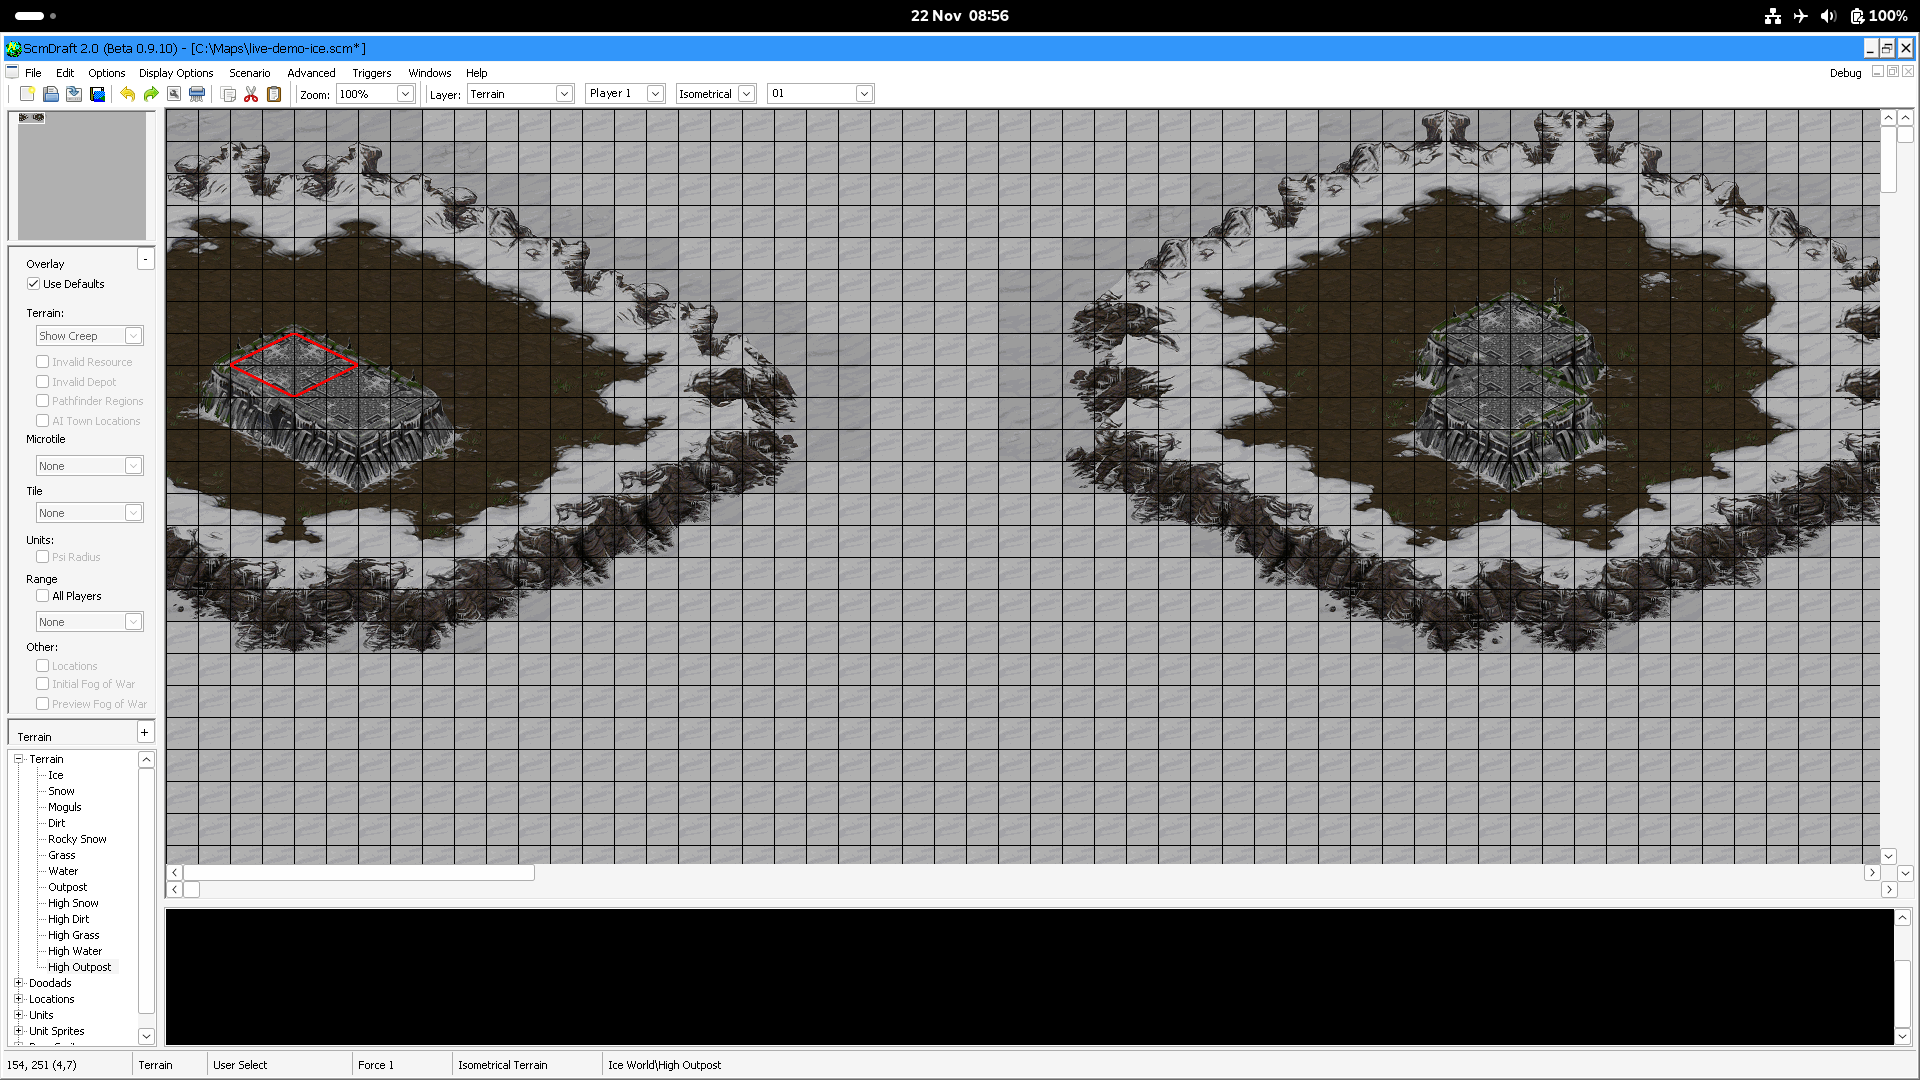 22 Nov 08:56
100%
ScmDraft 2.0 (Beta 0.9.10) - [C:\Maps\live-demo-ice.scm*]
File Edit Options Display Options Scenario Advanced Triggers Windows Help
Debug
Zoom: 100% Layer: Terrain Player 1 Isometrical 01
Overlay
-
Use Defaults
Terrain:
Show Creep
Invalid Resource
Invalid Depot
Pathfinder Regions
AI Town Locations
Microtile
None
Tile
None
Units:
Psi Radius
Range
All Players
None
Other:
Locations
Initial Fog of War
Preview Fog of War
Terrain
+
Terrain
Ice
Snow
Moguls
Dirt
Rocky Snow
Grass
Water
Outpost
High Snow
High Dirt
High Grass
High Water
High Outpost
Doodads
Locations
Units
Unit Sprites
154, 251 (4,7) Terrain User Select Force 1 Isometrical Terrain Ice World\High Outpost